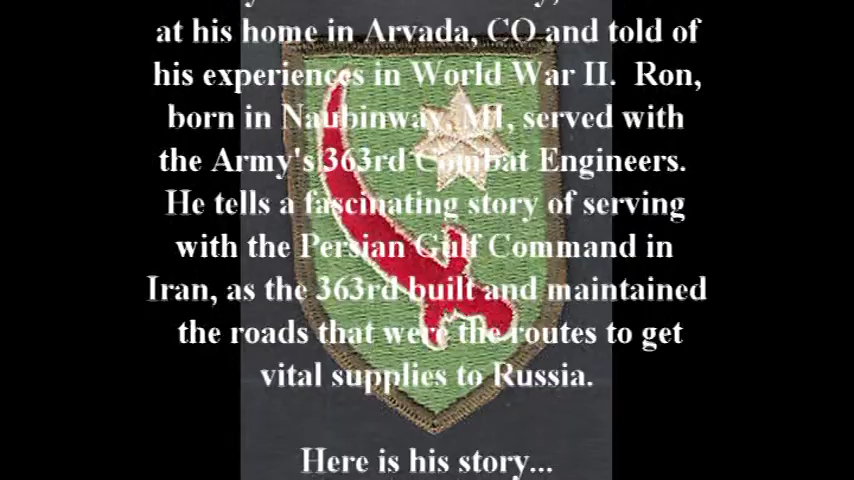 at his home in Arvada, CO and told of
his experiences in World War II. Ron,
born in Naubinway, MI, served with
the Army's 363rd Combat Engineers.
He tells a fascinating story of serving
with the Persian Gulf Command in
Iran, as the 363rd built and maintained
the roads that were the routes to get
vital supplies to Russia.
Here is his story...